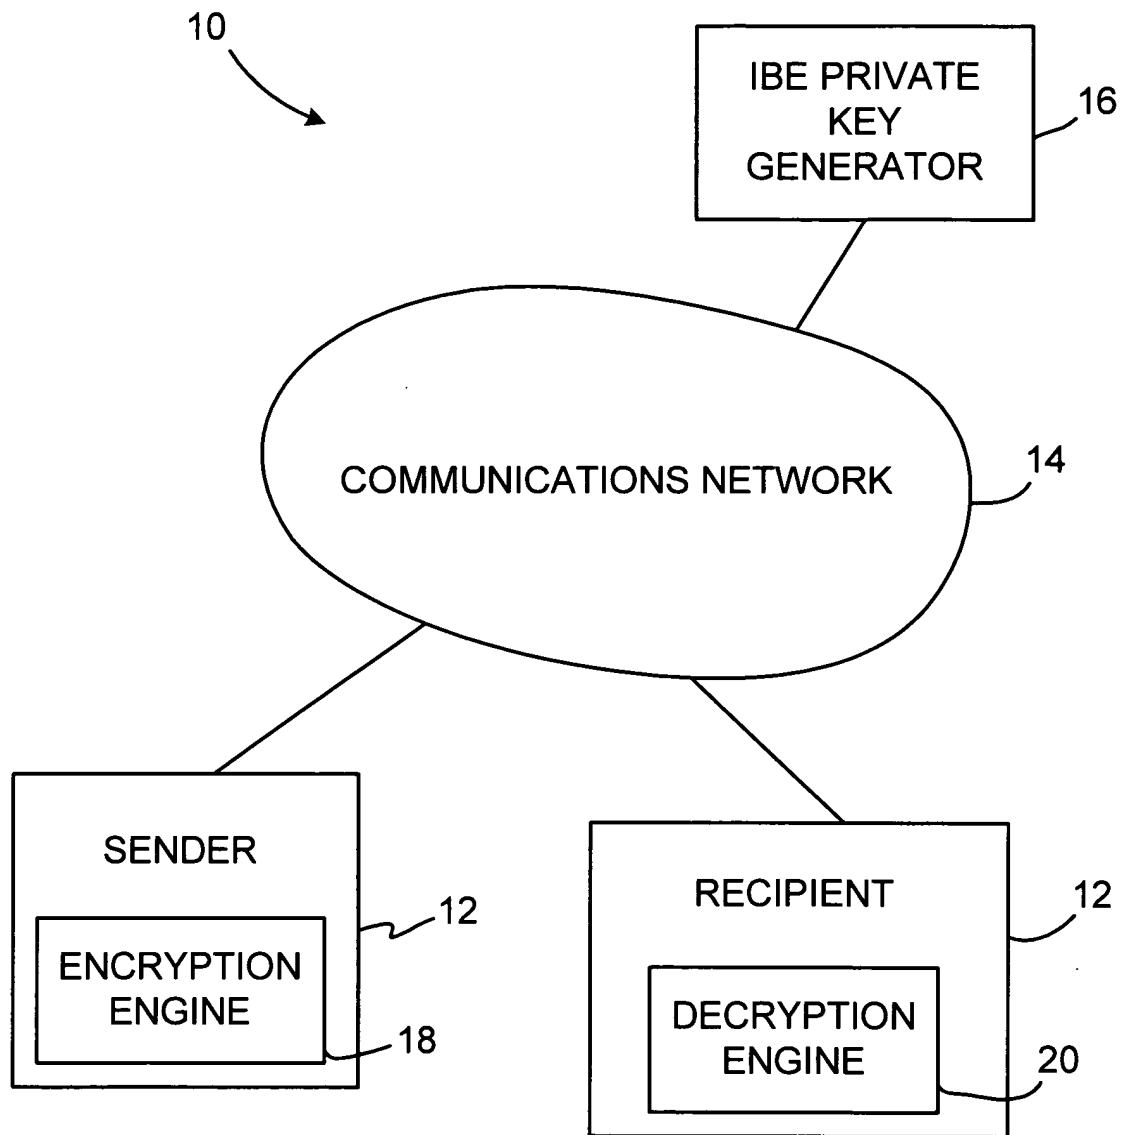 10
IBE PRIVATE
KEY
GENERATOR
16
COMMUNICATIONS NETWORK
14
SENDER
12
ENCRYPTION
ENGINE
18
RECIPIENT
12
DECRYPTION
ENGINE
20